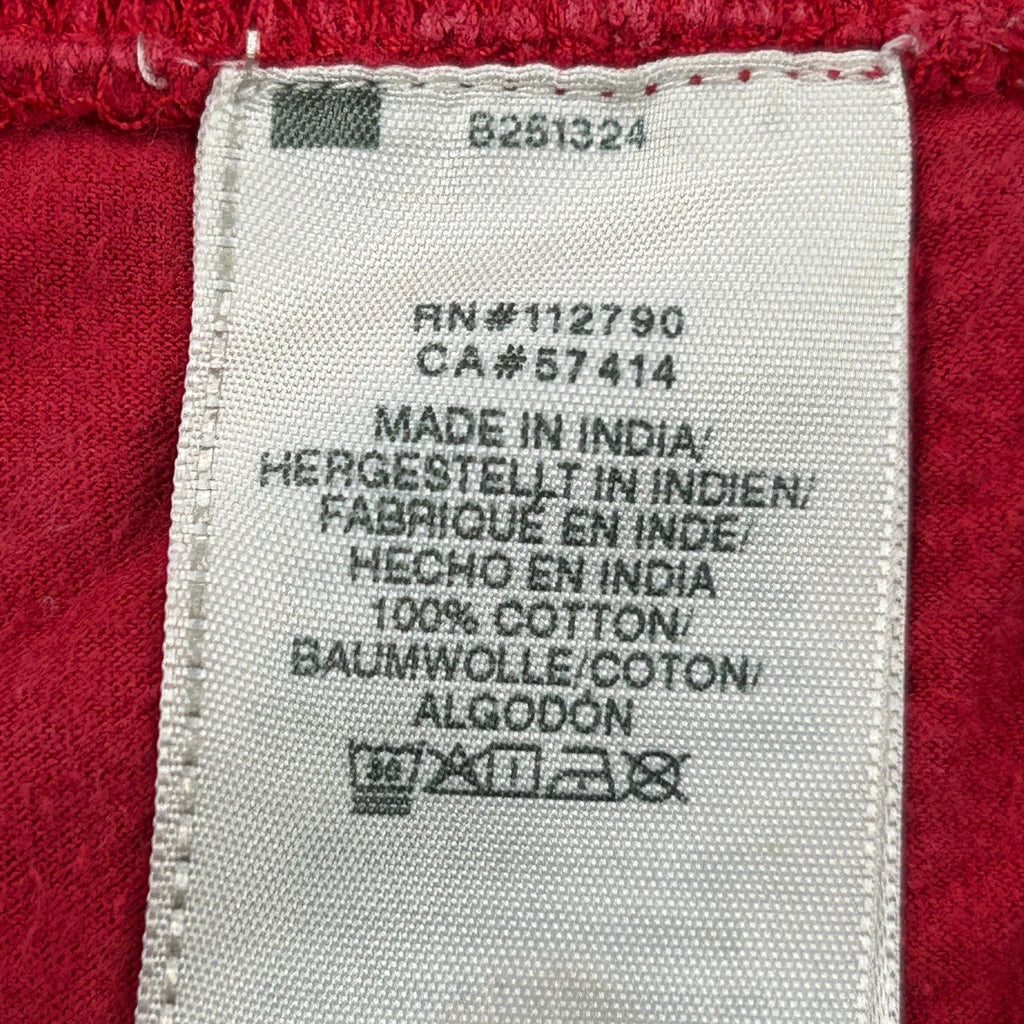 B251324
RN#112790
CA#57414
MADE IN INDIA/
HERGESTELLT IN INDIEN/
FABRIQUÉ EN INDE/
HECHO EN INDIA
100% COTTON/
BAUMWOLLE/COTON/
ALGODÓN